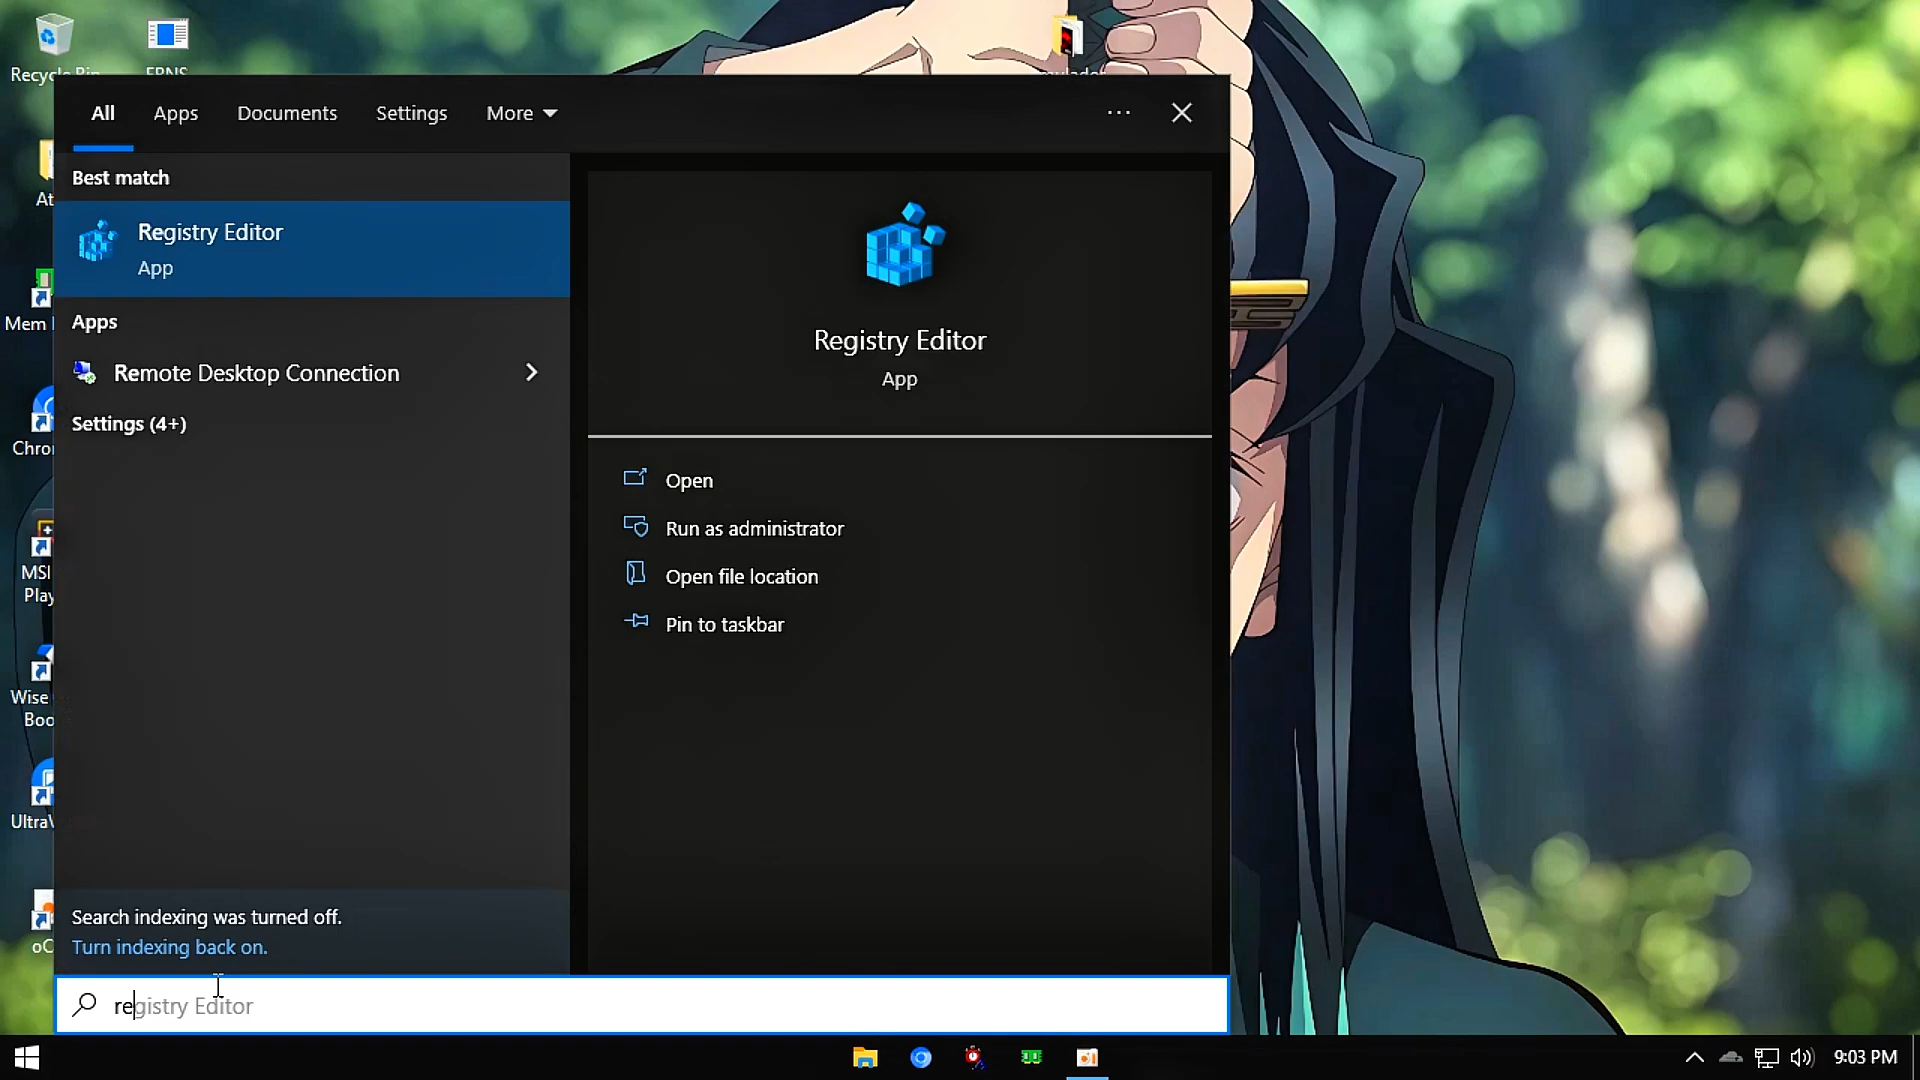 Recycle Bin
All
Apps
Documents
Settings
More
Best match
Registry Editor
App
Apps
Remote Desktop Connection
Settings (4+)
Registry Editor
App
Open
Run as administrator
Open file location
Pin to taskbar
At
Mem
Chro
MSI
Play
Wise
Boo
UltraV
oC
Search indexing was turned off.
Turn indexing back on.
registry Editor
9:03 PM